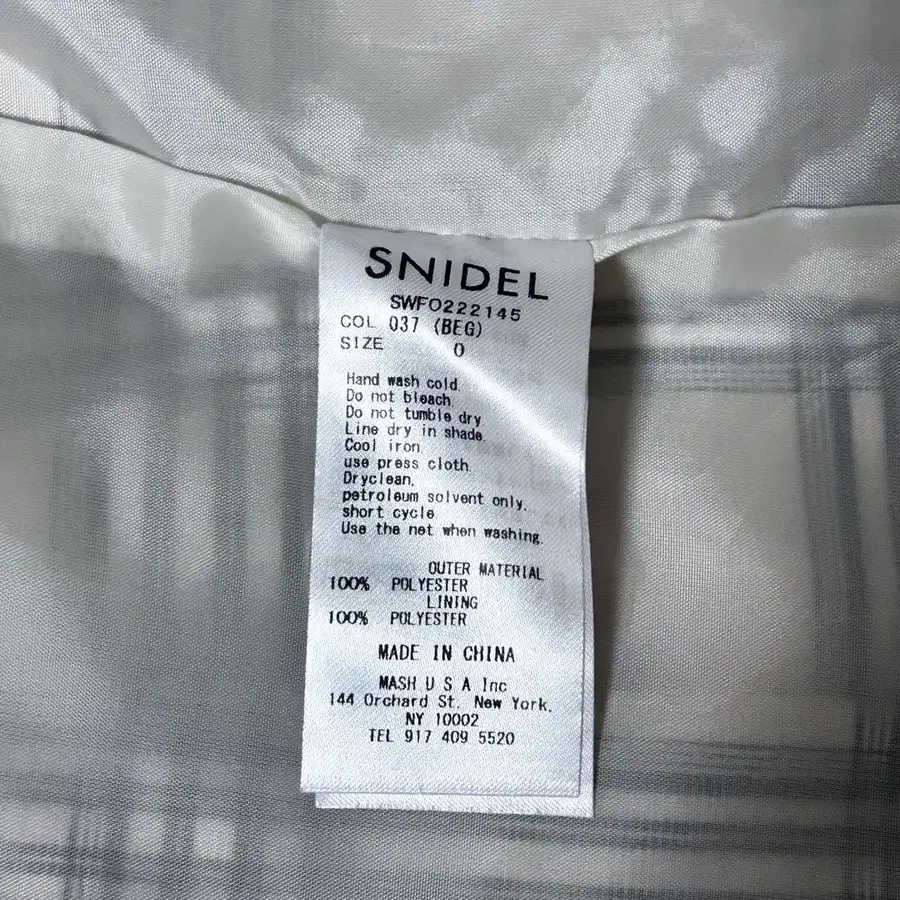 SNIDEL
SWFO222145
COL 037 (BEG)
SIZE 0
Hand wash cold.
Do not bleach.
Do not tumble dry
Line dry in shade.
Cool iron.
use press cloth.
Dryclean.
petroleum solvent only.
short cycle.
Use the net when washing.
OUTER MATERIAL
100% POLYESTER
LINING
100% POLYESTER
MADE IN CHINA
MASH U S A Inc
144 Orchard St. New York.
NY 10002
TEL 917 409 5520